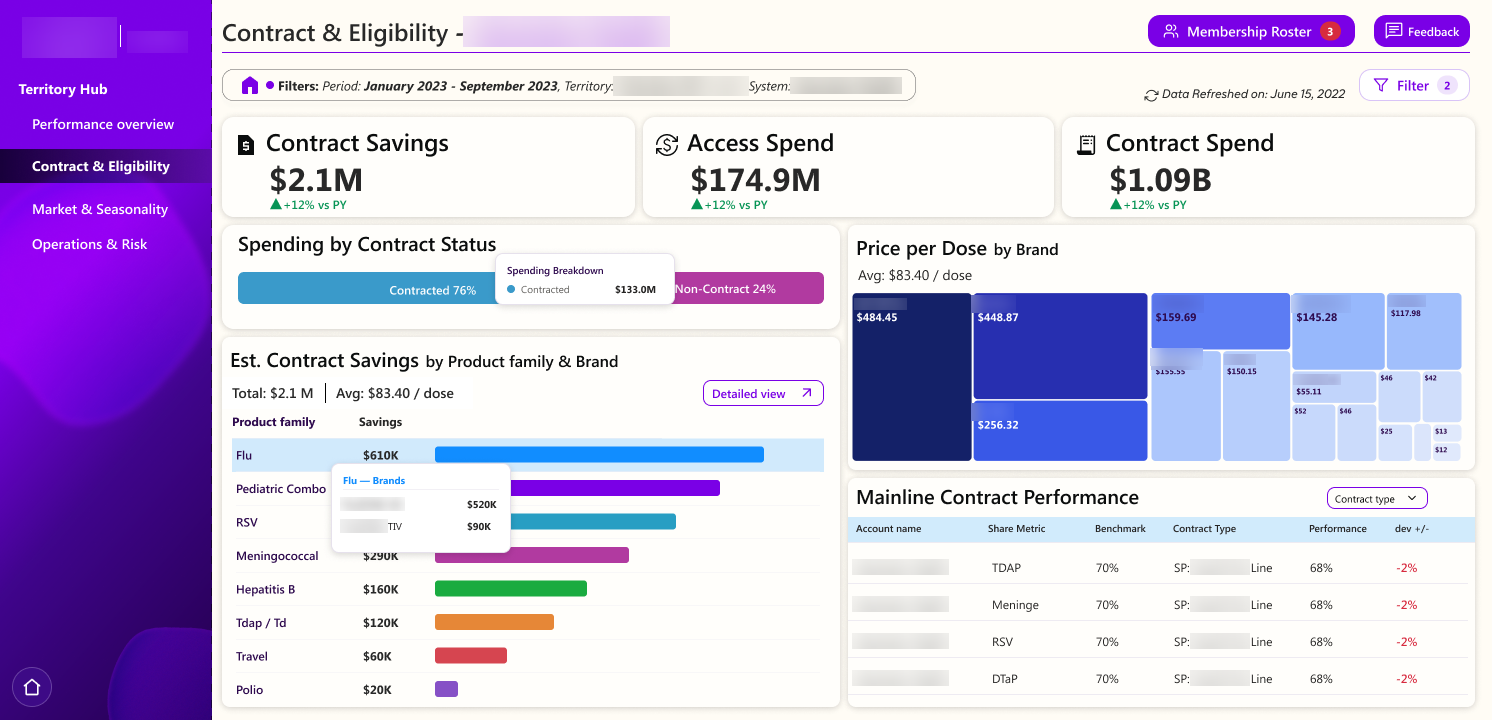 Territory Hub
Performance overview
Contract & Eligibility
Market & Seasonality
Operations & Risk
Contract & Eligibility -
Membership Roster 3
Feedback
Filters: Period: January 2023 - September 2023, Territory: System:
Data Refreshed on: June 15, 2022
Filter 2
Contract Savings
$2.1M
+12% vs PY
Access Spend
$174.9M
+12% vs PY
Contract Spend
$1.09B
+12% vs PY
Spending by Contract Status
Contracted 76%
Spending Breakdown
Contracted $133.0M
Non-Contract 24%
Est. Contract Savings by Product family & Brand
Total: $2.1 M Avg: $83.40 / dose
Detailed view
Product family Savings
Flu $610K
Flu — Brands
$520K
TIV $90K
Pediatric Combo
RSV
Meningococcal $290K
Hepatitis B $160K
Tdap / Td $120K
Travel $60K
Polio $20K
Price per Dose by Brand
Avg: $83.40 / dose
$484.45
$448.87
$256.32
$159.69
$155.55
$150.15
$145.28
$117.98
$55.11
$46
$42
$52
$46
$25
$13
$12
Mainline Contract Performance
Contract type
Account name Share Metric Benchmark Contract Type Performance dev +/-
TDAP 70% SP: Line 68% -2%
Meninge 70% SP: Line 68% -2%
RSV 70% SP: Line 68% -2%
DTaP 70% SP: Line 68% -2%